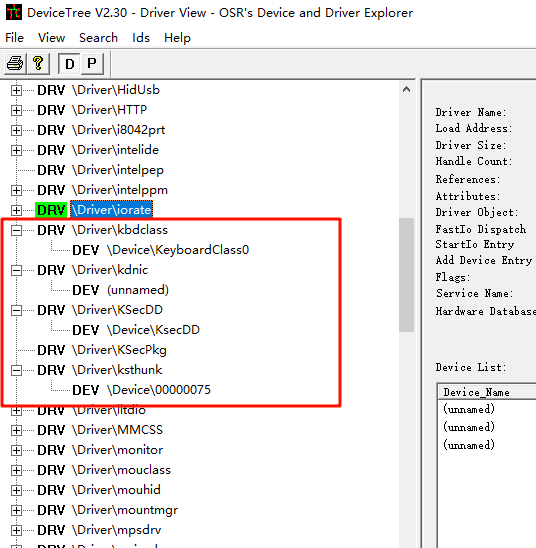 DeviceTree V2.30 - Driver View - OSR's Device and Driver Explorer
File View Search Ids Help
D P
DRV \Driver\HidUsb
DRV \Driver\HTTP
DRV \Driver\i8042prt
DRV \Driver\intelide
DRV \Driver\intelpep
DRV \Driver\intelppm
DRV \Driver\iorate
DRV \Driver\kbdclass
DEV \Device\KeyboardClass0
DRV \Driver\kdnic
DEV (unnamed)
DRV \Driver\KSecDD
DEV \Device\KsecDD
DRV \Driver\KSecPkg
DRV \Driver\ksthunk
DEV \Device\00000075
DRV \Driver\lltdio
DRV \Driver\MMCSS
DRV \Driver\monitor
DRV \Driver\mouclass
DRV \Driver\mouhid
DRV \Driver\mountmgr
DRV \Driver\mpsdrv
Driver Name:
Load Address:
Driver Size:
Handle Count:
References:
Attributes:
Driver Object:
FastIo Dispatch
StartIo Entry
Add Device Entry
Flags:
Service Name:
Hardware Database
Device List:
Device_Name
(unnamed)
(unnamed)
(unnamed)